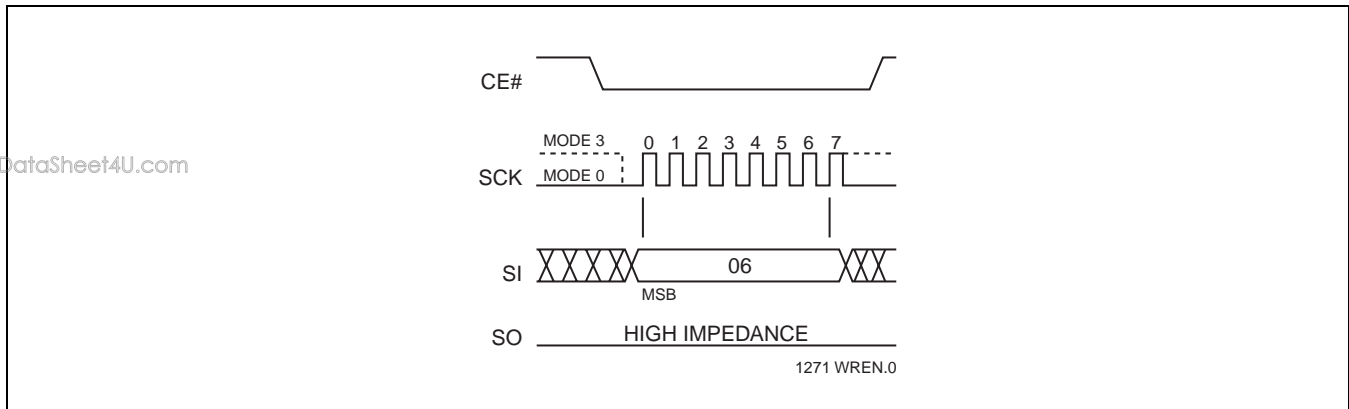 CE#
MODE 3
0 1 2 3 4 5 6 7
DataSheet4U.com
SCK
MODE 0
SI
06
MSB
SO
HIGH IMPEDANCE
1271 WREN.0